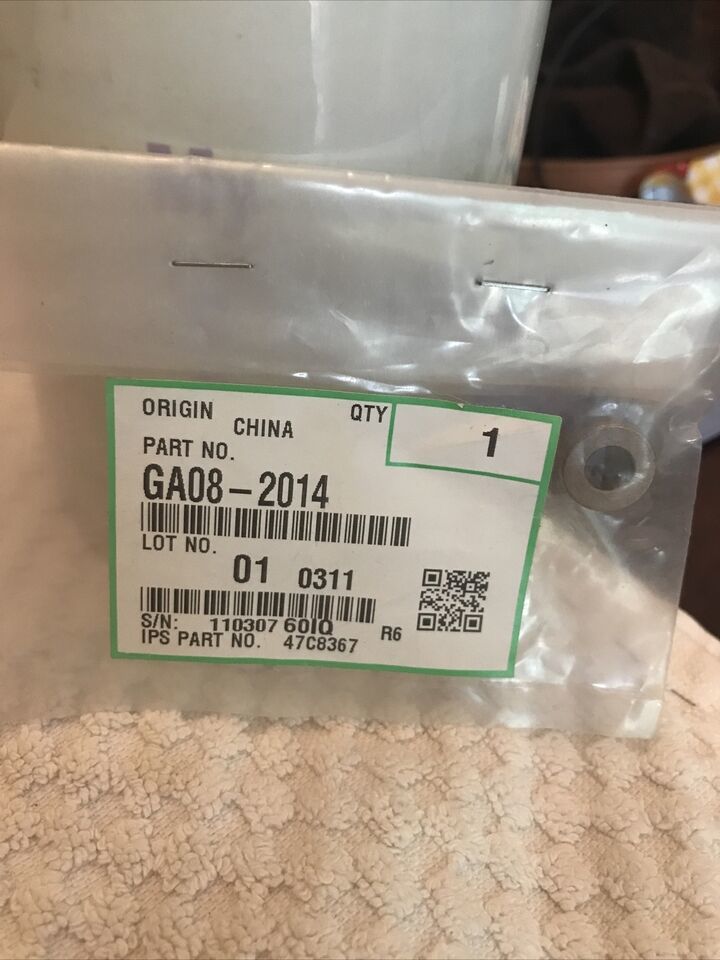 ORIGIN CHINA QTY 1
PART NO.
GA08-2014
LOT NO.
01 0311
S/N: 110307 60IQ R6
IPS PART NO. 47C8367